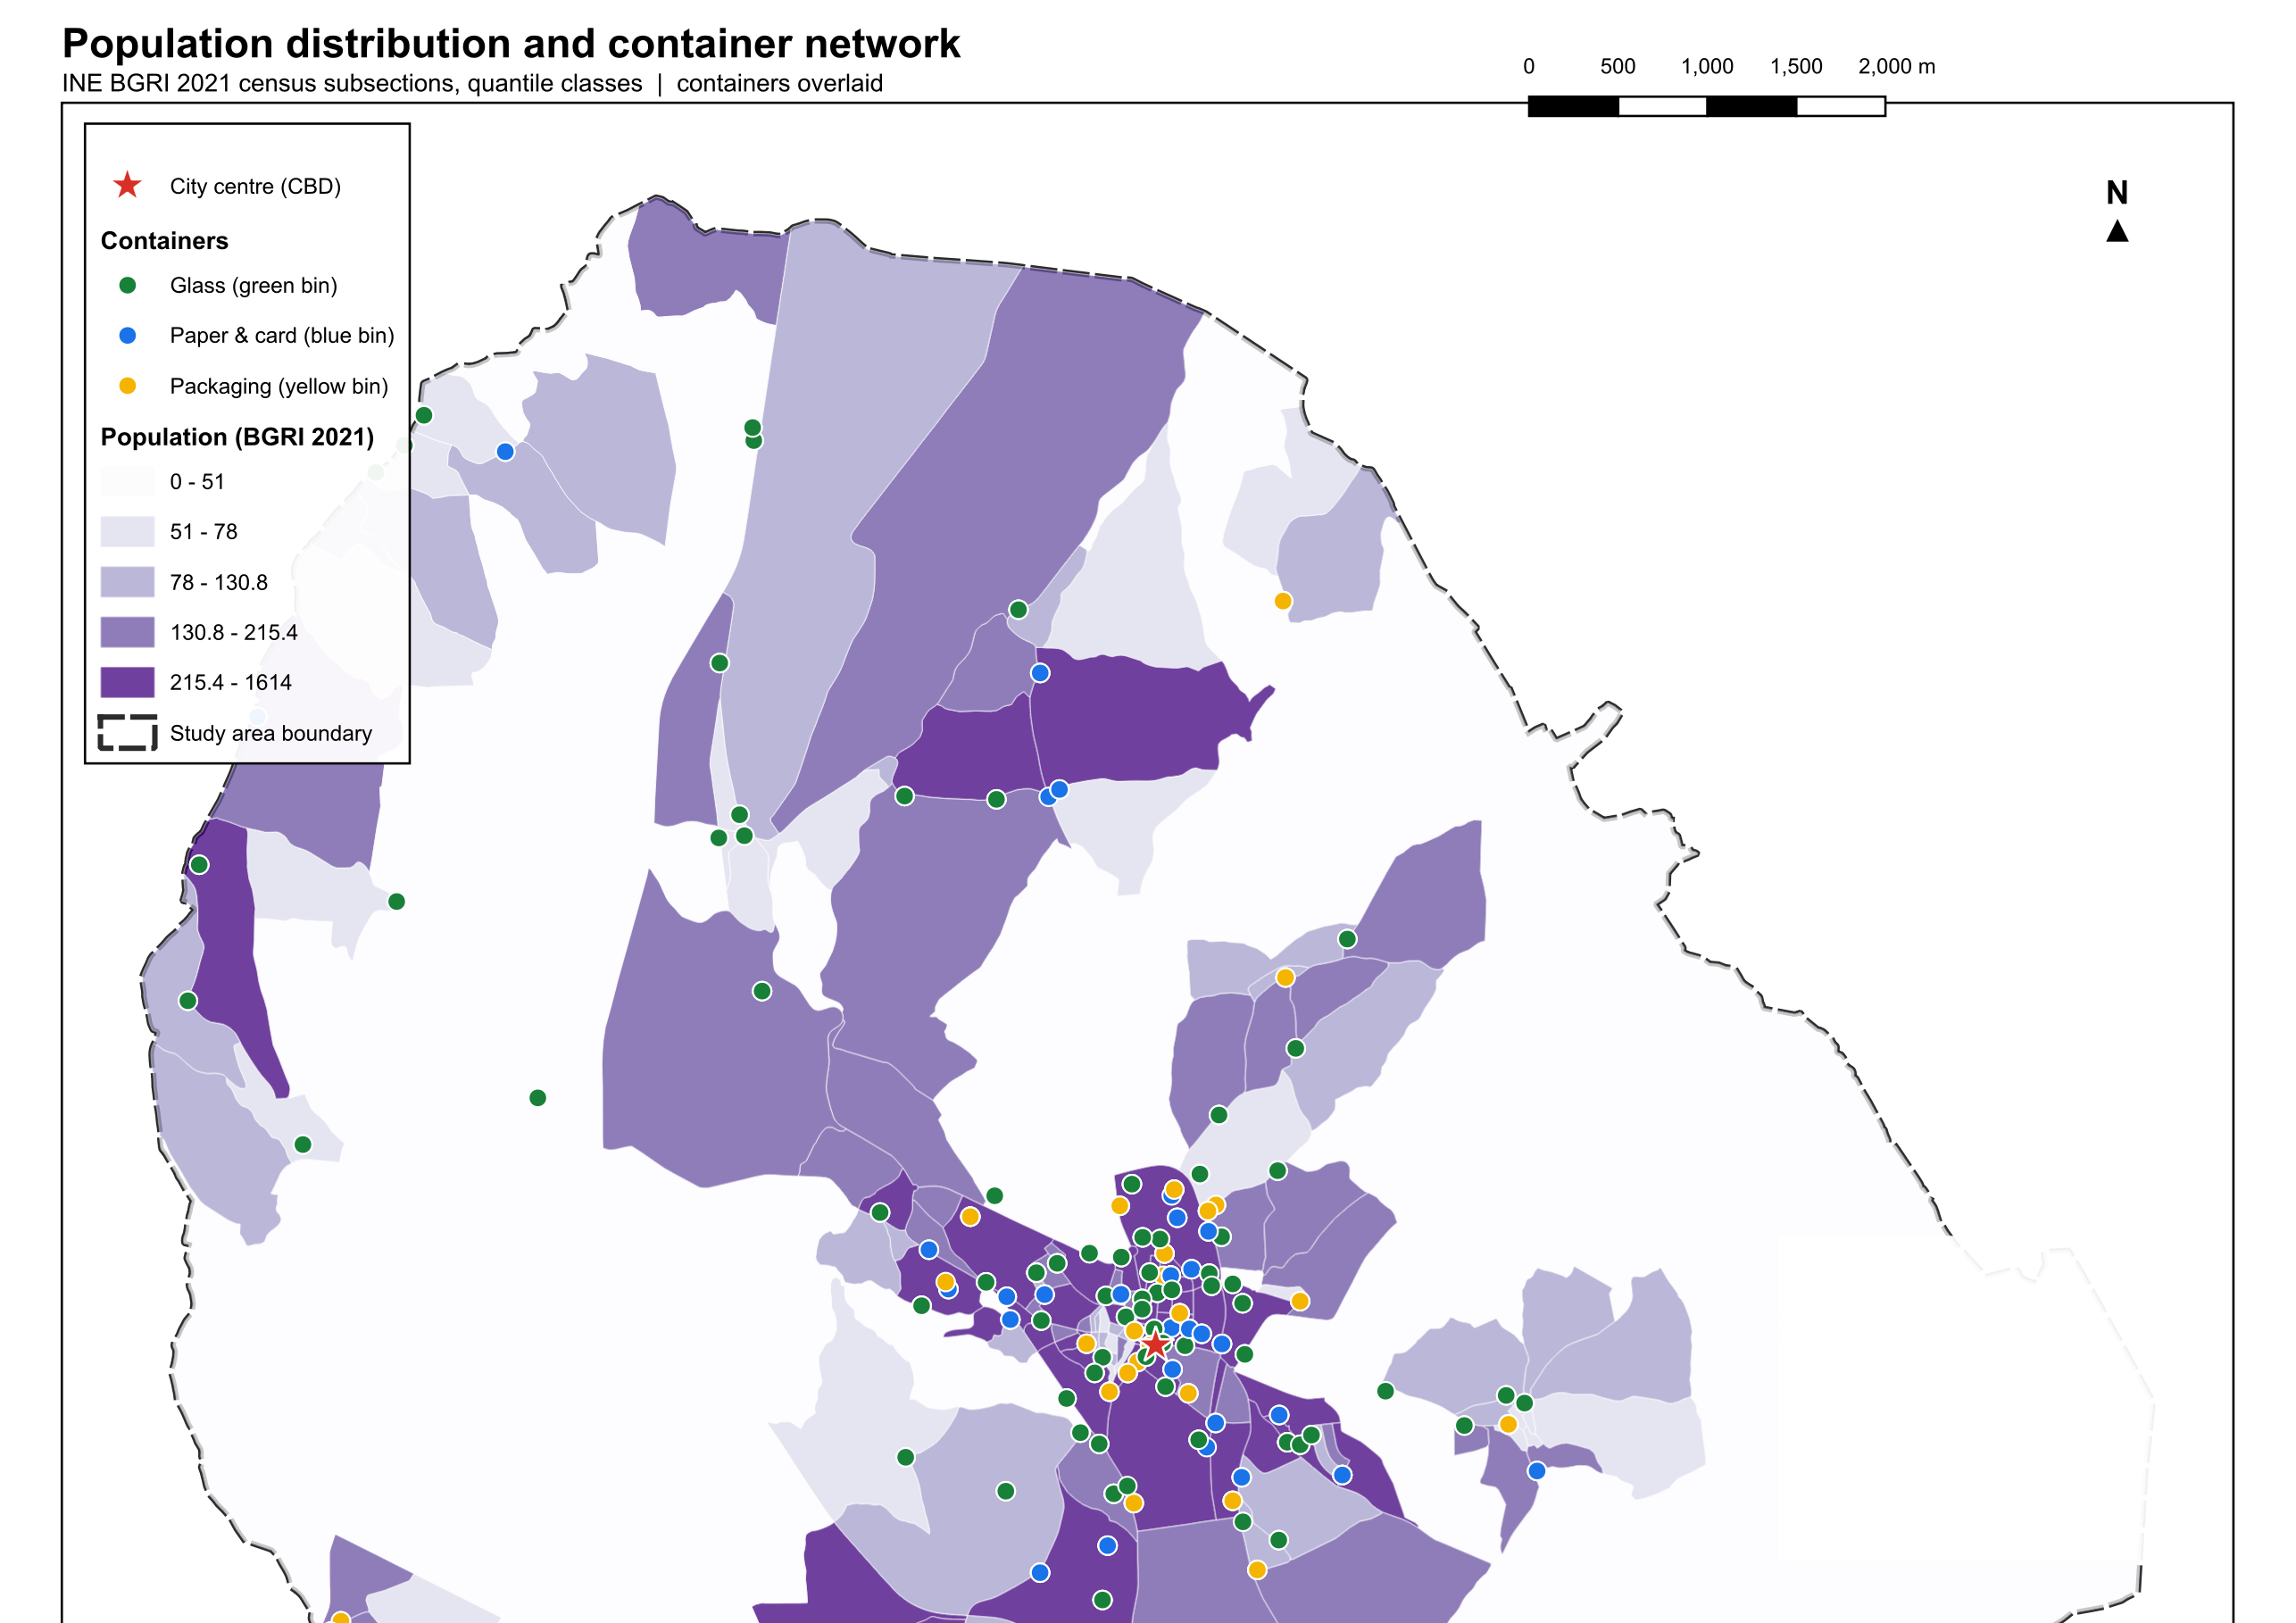 Population distribution and container network
INE BGRI 2021 census subsections, quantile classes | containers overlaid
0 500 1,000 1,500 2,000 m
N
City centre (CBD)
Containers
Glass (green bin)
Paper & card (blue bin)
Packaging (yellow bin)
Population (BGRI 2021)
0 - 51
51 - 78
78 - 130.8
130.8 - 215.4
215.4 - 1614
Study area boundary